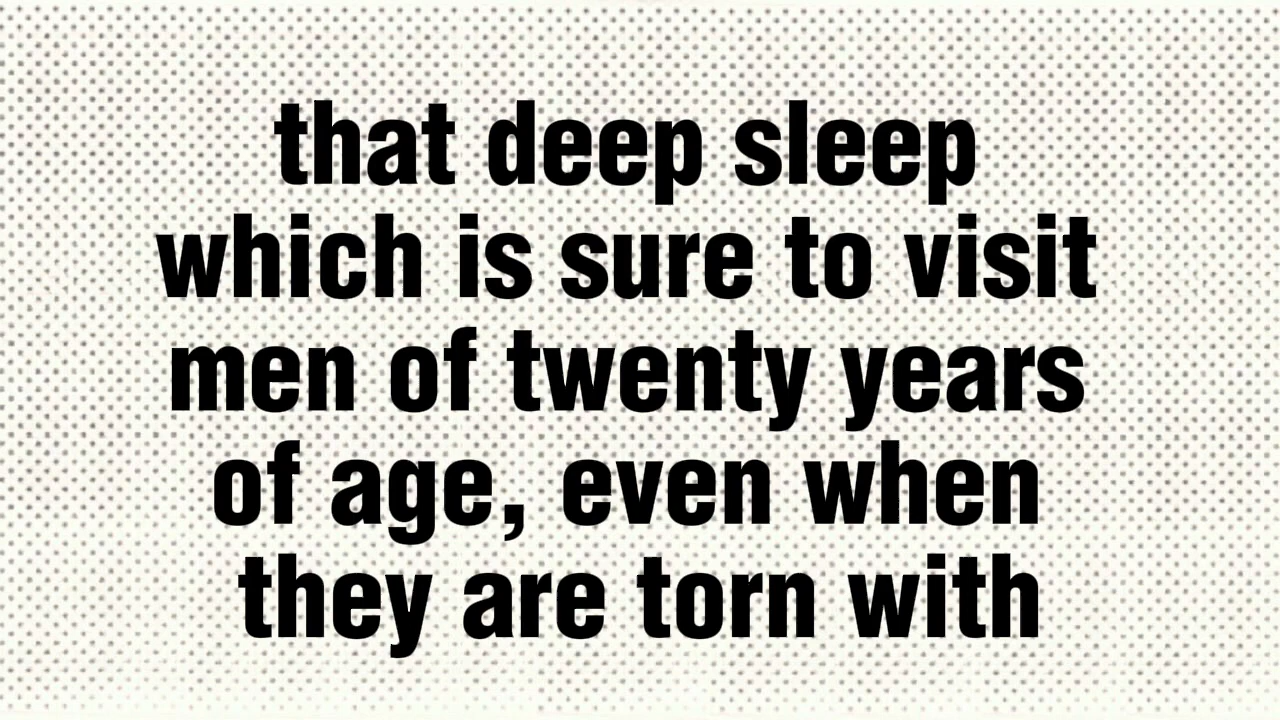 that deep sleep
which is sure to visit
men of twenty years
of age, even when
they are torn with